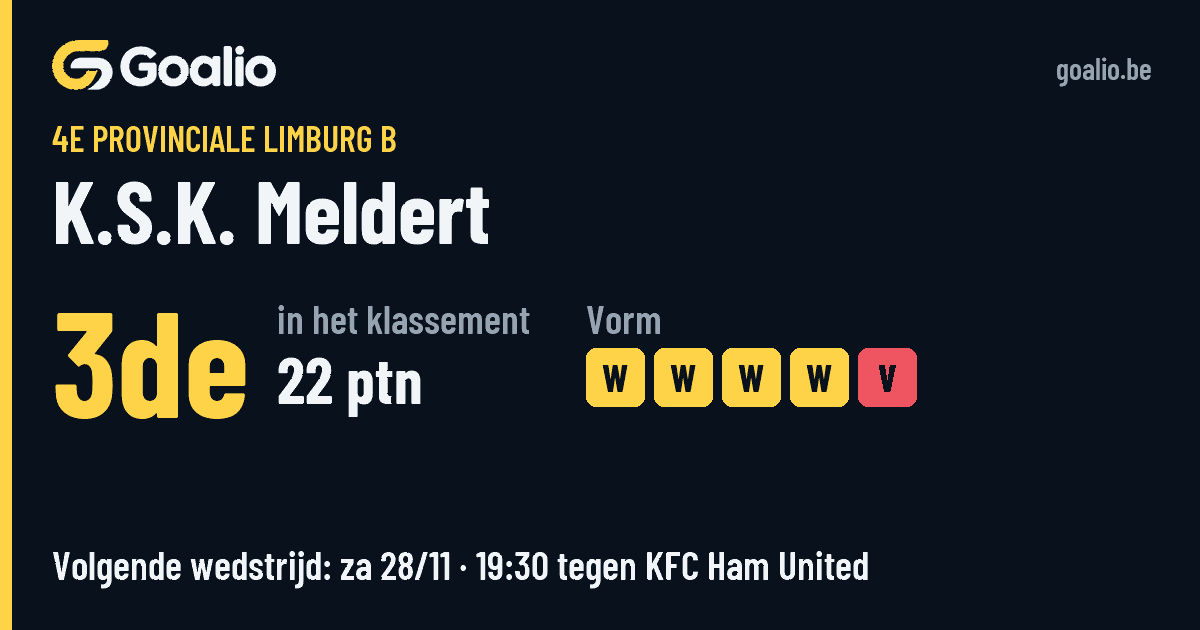 Goalio
goalio.be
4E PROVINCIALE LIMBURG B
K.S.K. Meldert
3de
in het klassement
22 ptn
Vorm
W W W W V
Volgende wedstrijd: za 28/11 · 19:30 tegen KFC Ham United